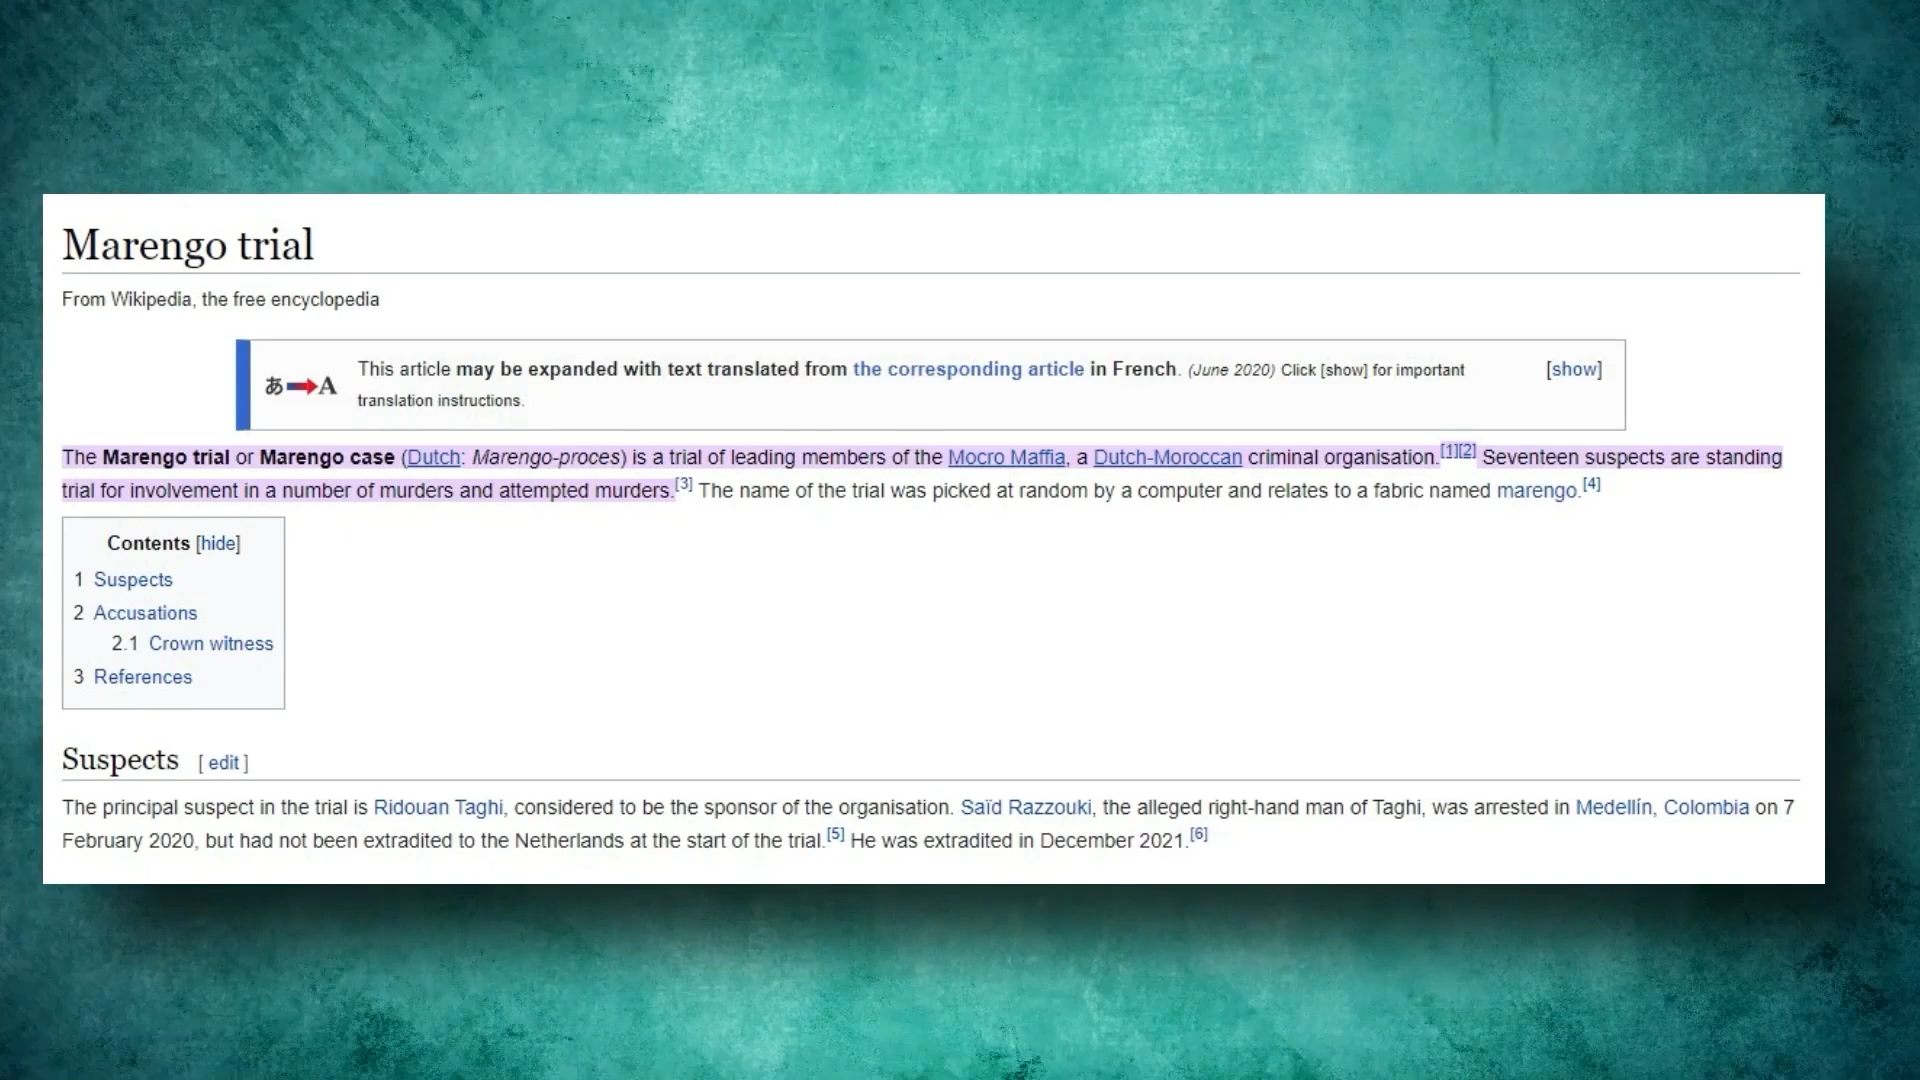 Marengo trial
From Wikipedia, the free encyclopedia
あ A This article may be expanded with text translated from the corresponding article in French. (June 2020) Click [show] for important [show]
translation instructions.
The Marengo trial or Marengo case (Dutch: Marengo-proces) is a trial of leading members of the Mocro Maffia, a Dutch-Moroccan criminal organisation.[1][2] Seventeen suspects are standing
trial for involvement in a number of murders and attempted murders.[3] The name of the trial was picked at random by a computer and relates to a fabric named marengo.[4]
Contents [hide]
1 Suspects
2 Accusations
2.1 Crown witness
3 References
Suspects [ edit ]
The principal suspect in the trial is Ridouan Taghi, considered to be the sponsor of the organisation. Saïd Razzouki, the alleged right-hand man of Taghi, was arrested in Medellín, Colombia on 7
February 2020, but had not been extradited to the Netherlands at the start of the trial.[5] He was extradited in December 2021.[6]